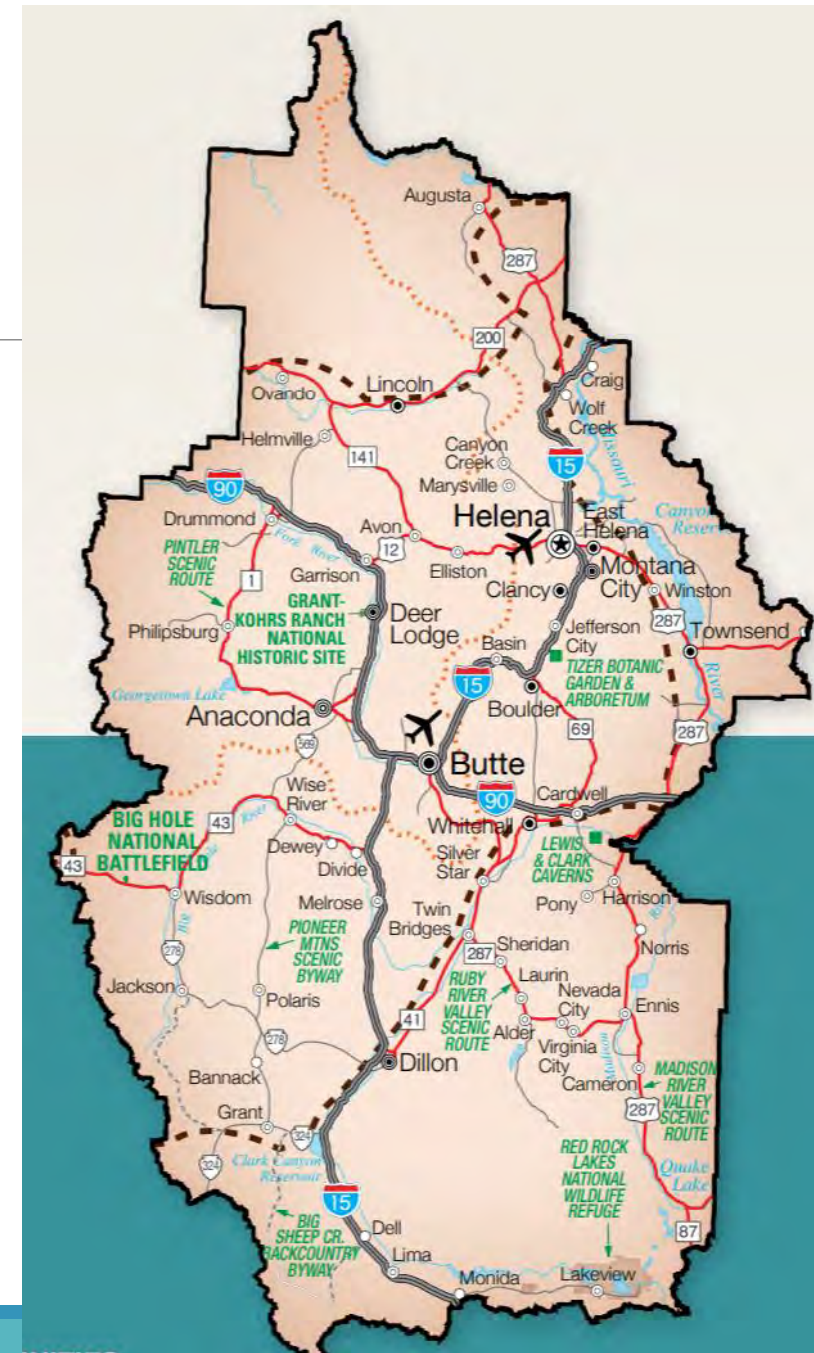 Augusta
287
200
Craig
Ovando
Lincoln
Wolf
Creek
Missouri
Helmville
141
Canyon
Creek
15
90
Marysville
Helena
East
Helena
Drummond
Avon
12
PINTLER
SCENIC
ROUTE
Garrison
Elliston
Montana
City
1
GRANT-
KOHRS RANCH
NATIONAL
HISTORIC SITE
Deer
Lodge
Clancy
Winston
287
Philipsburg
Jefferson
City
Townsend
Basin
TIZER BOTANIC
GARDEN &
ARBORETUM
River
Georgetown Lake
15
Anaconda
Boulder
69
287
569
Butte
Wise
River
90
Cardwell
BIG HOLE
NATIONAL
BATTLEFIELD
43
River
Whitehall
43
Dewey
Divide
Silver
Star
LEWIS
& CLARK
CAVERNS
Wisdom
Melrose
Pony
Harrison
Big
Twin
Bridges
PIONEER
MTNS
SCENIC
BYWAY
278
287
Sheridan
Norris
Jackson
Polaris
RUBY
RIVER
VALLEY
SCENIC
ROUTE
Laurin
Nevada
City
Ennis
41
Alder
Virginia
City
278
Dillon
Bannack
Cameron
MADISON
RIVER
VALLEY
SCENIC
ROUTE
Madison
Grant
287
324
324
Clark Canyon
Reservoir
RED ROCK
LAKES
NATIONAL
WILDLIFE
REFUGE
Quake
Lake
15
BIG
SHEEP CR.
BACKCOUNTRY
BYWAY
Dell
87
Lima
Monida
Lakeview